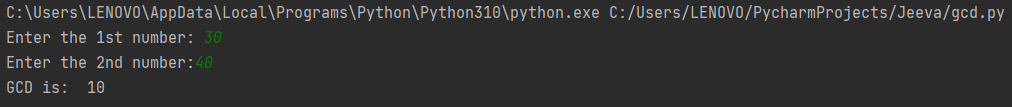 C:\Users\LENOVO\AppData\Local\Programs\Python\Python310\python.exe C:/Users/LENOVO/PycharmProjects/Jeeva/gcd.py
Enter the 1st number: 30
Enter the 2nd number:40
GCD is:  10